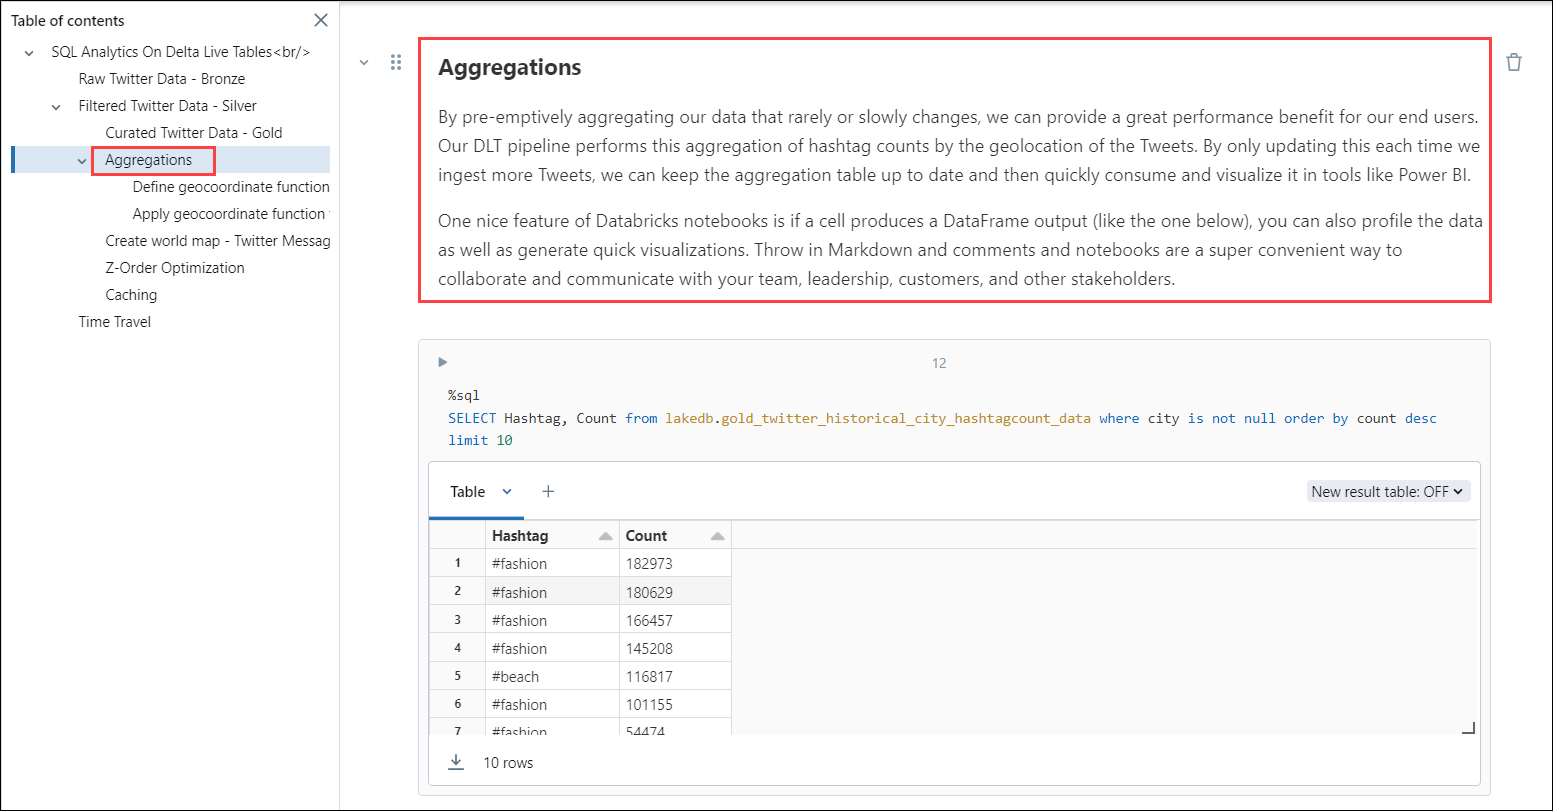 Table of contents
SQL Analytics On Delta Live Tables<br/>
Raw Twitter Data - Bronze
Filtered Twitter Data - Silver
Curated Twitter Data - Gold
Aggregations
Define geocoordinate function
Apply geocoordinate function
Create world map - Twitter Messag
Z-Order Optimization
Caching
Time Travel
Aggregations
By pre-emptively aggregating our data that rarely or slowly changes, we can provide a great performance benefit for our end users.
Our DLT pipeline performs this aggregation of hashtag counts by the geolocation of the Tweets. By only updating this each time we
ingest more Tweets, we can keep the aggregation table up to date and then quickly consume and visualize it in tools like Power BI.
One nice feature of Databricks notebooks is if a cell produces a DataFrame output (like the one below), you can also profile the data
as well as generate quick visualizations. Throw in Markdown and comments and notebooks are a super convenient way to
collaborate and communicate with your team, leadership, customers, and other stakeholders.
12
%sql
SELECT Hashtag, Count from lakedb.gold_twitter_historical_city_hashtagcount_data where city is not null order by count desc
limit 10
Table
New result table: OFF
Hashtag Count
1 #fashion 182973
2 #fashion 180629
3 #fashion 166457
4 #fashion 145208
5 #beach 116817
6 #fashion 101155
7 #fashion 54474
10 rows